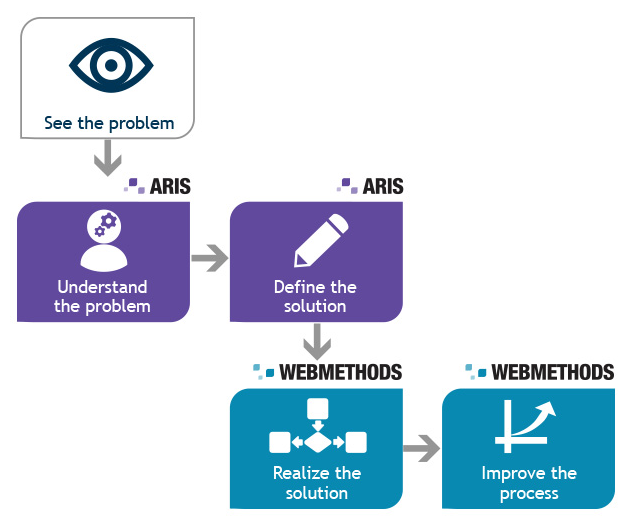 See the problem
ARIS
ARIS
Understand
the problem
Define the
solution
WEBMETHODS
WEBMETHODS
Realize the
solution
Improve the
process